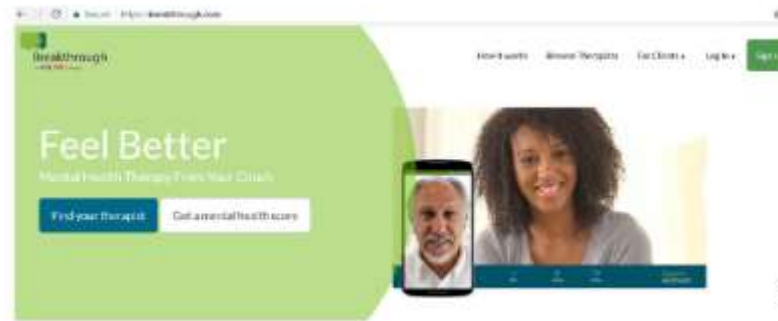 Secure https://breakthrough.com
Breakthrough
How it works Browse Therapists For Clients Log In Sign
Feel Better
Mental Health Therapy From Your Couch
Find your therapist Get a mental health score